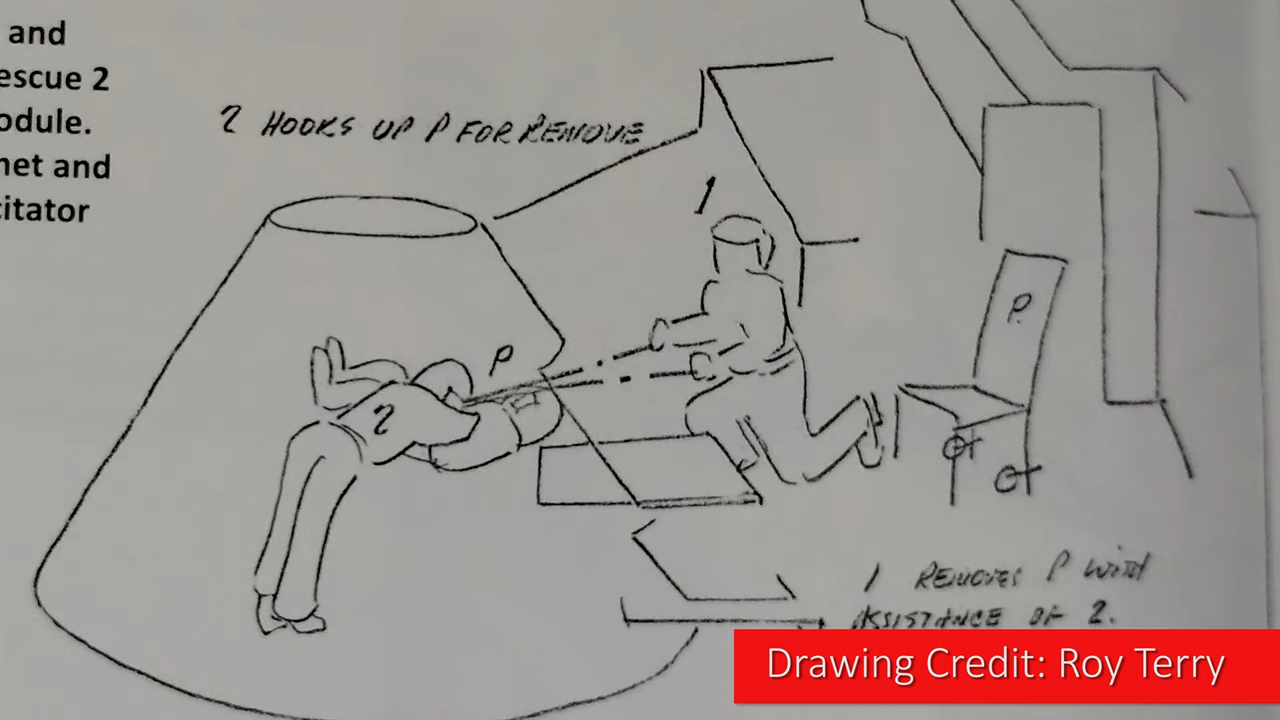 and
escue 2
odule.
net and
citator
2 HOOKS UP P FOR REMOVE
1
P
2
P.
1 REMOVES P WITH
ASSISTANCE OF 2.
Drawing Credit: Roy Terry